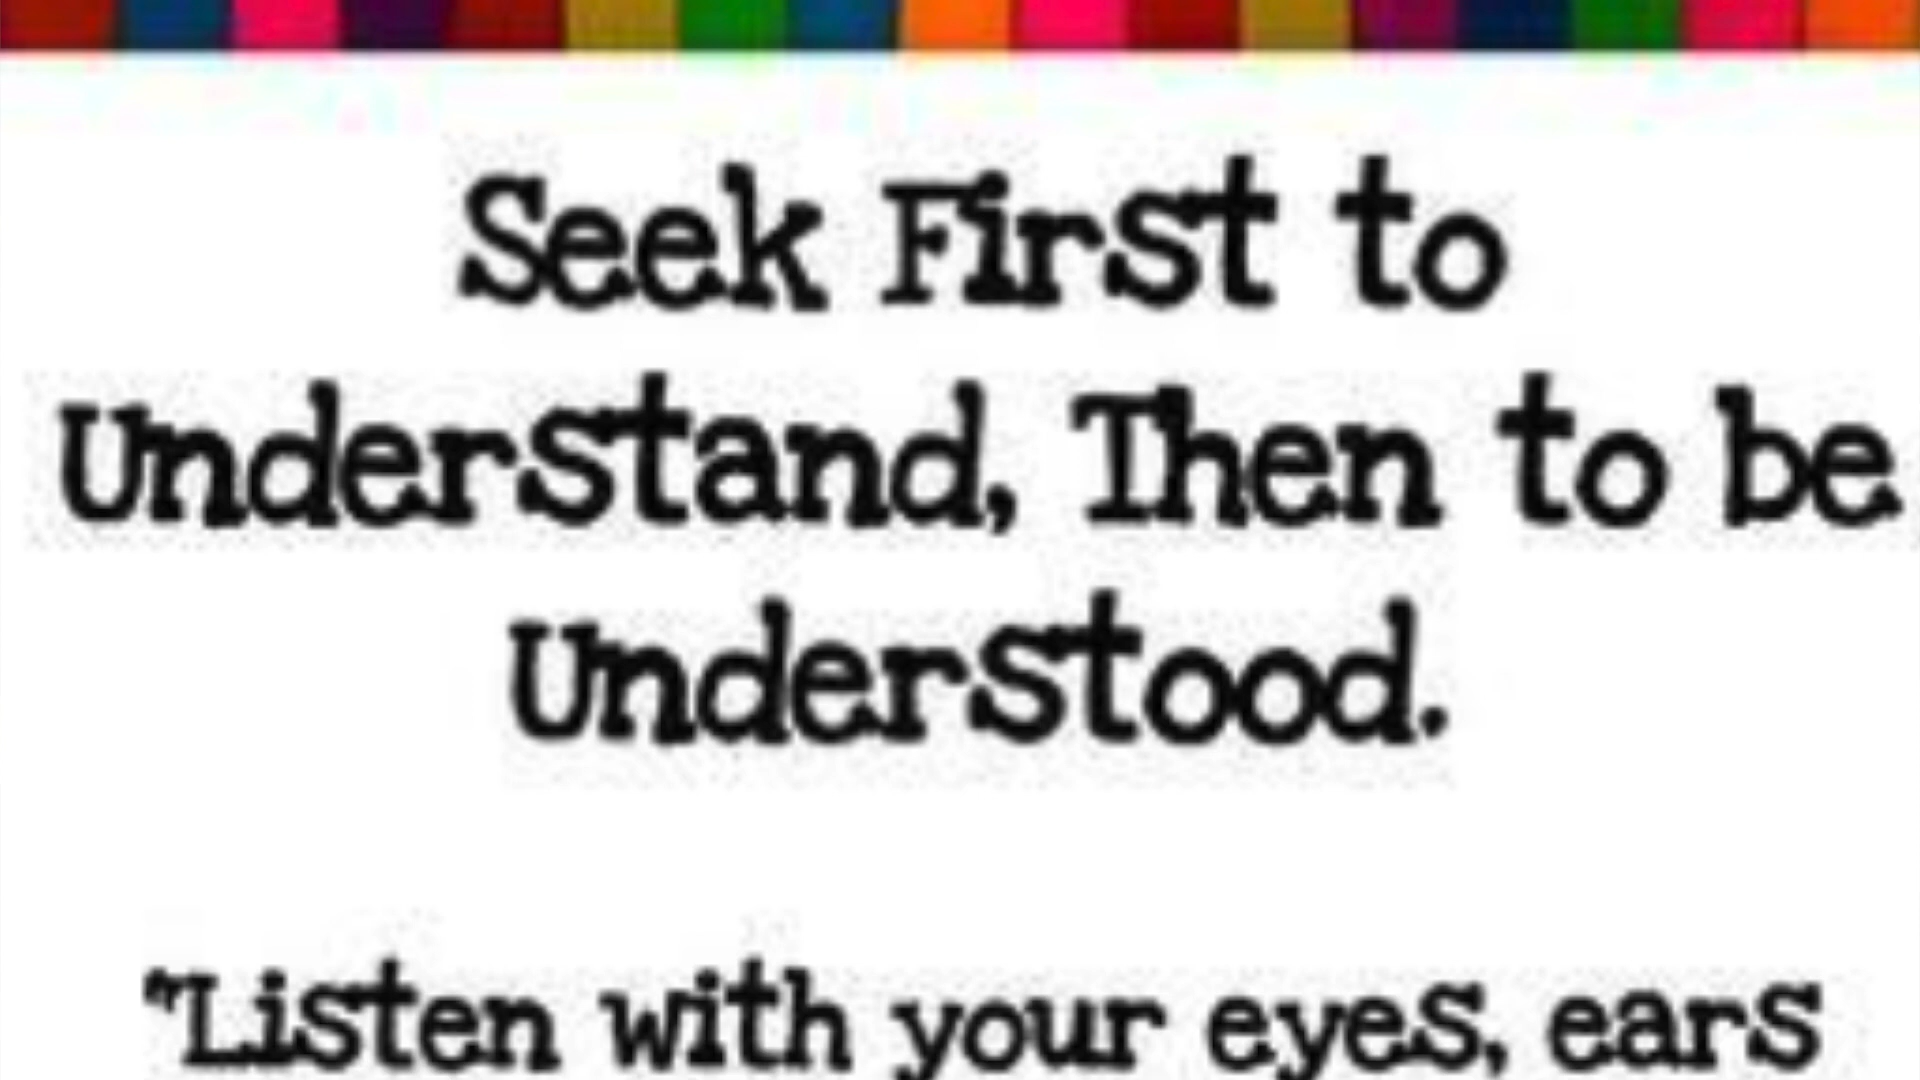 Seek First to
Understand, Then to be
Understood.
"Listen with your eyes, ears